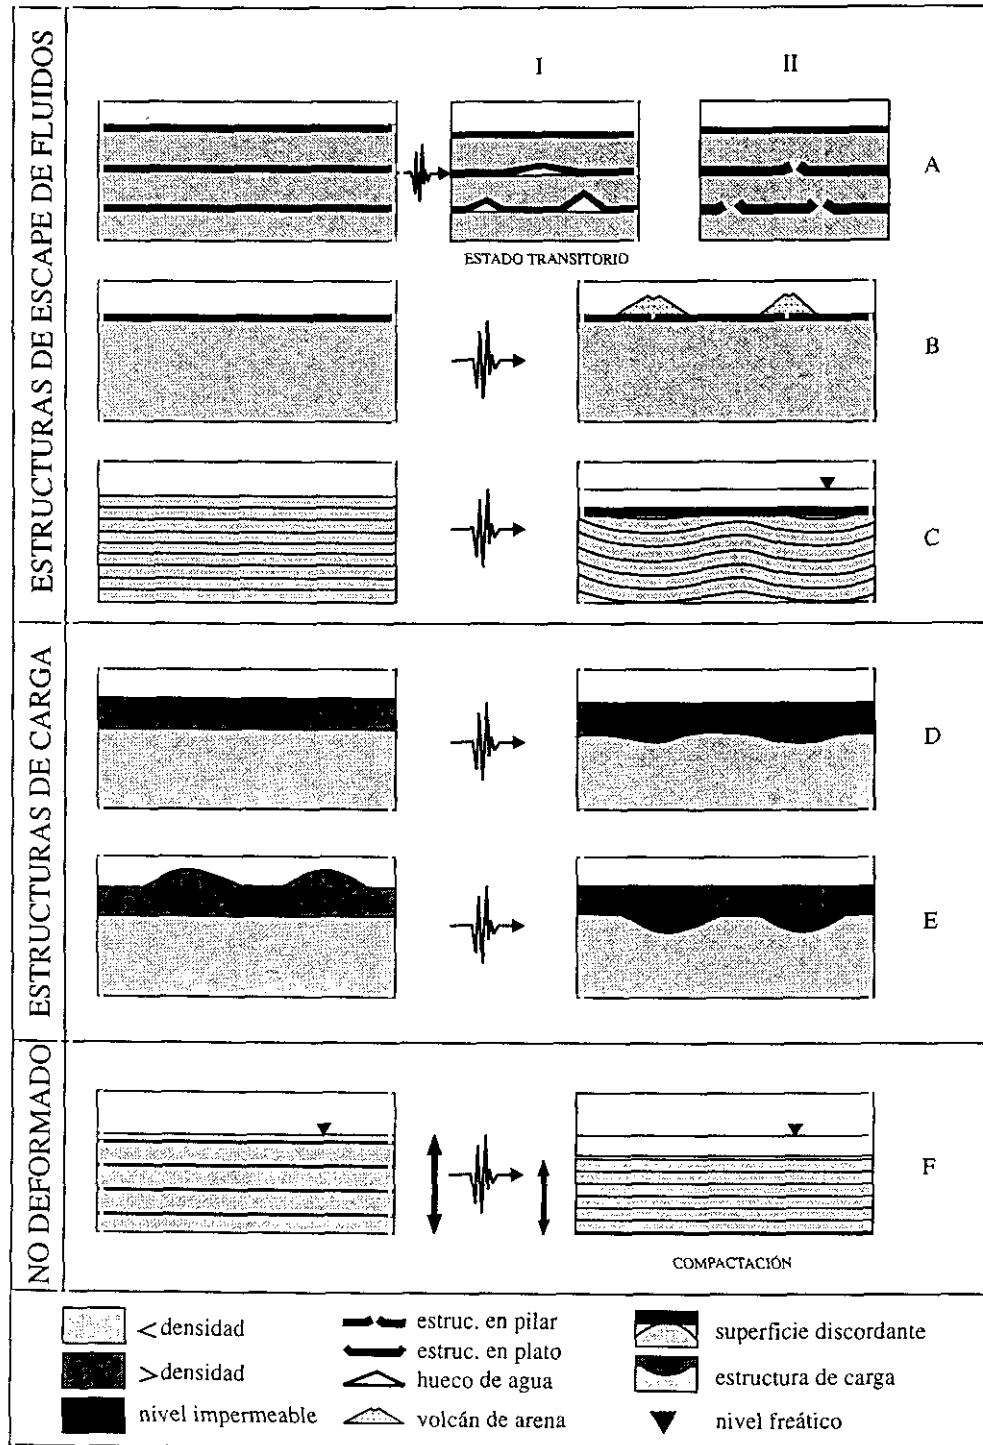 ESTRUCTURAS DE ESCAPE DE FLUIDOS
I
II
A
ESTADO TRANSITORIO
B
C
ESTRUCTURAS DE CARGA
D
E
NO DEFORMADO
F
COMPACTACIÓN
< densidad
> densidad
nivel impermeable
estruc. en pilar
estruc. en plato
hueco de agua
volcán de arena
superficie discordante
estructura de carga
nivel freático